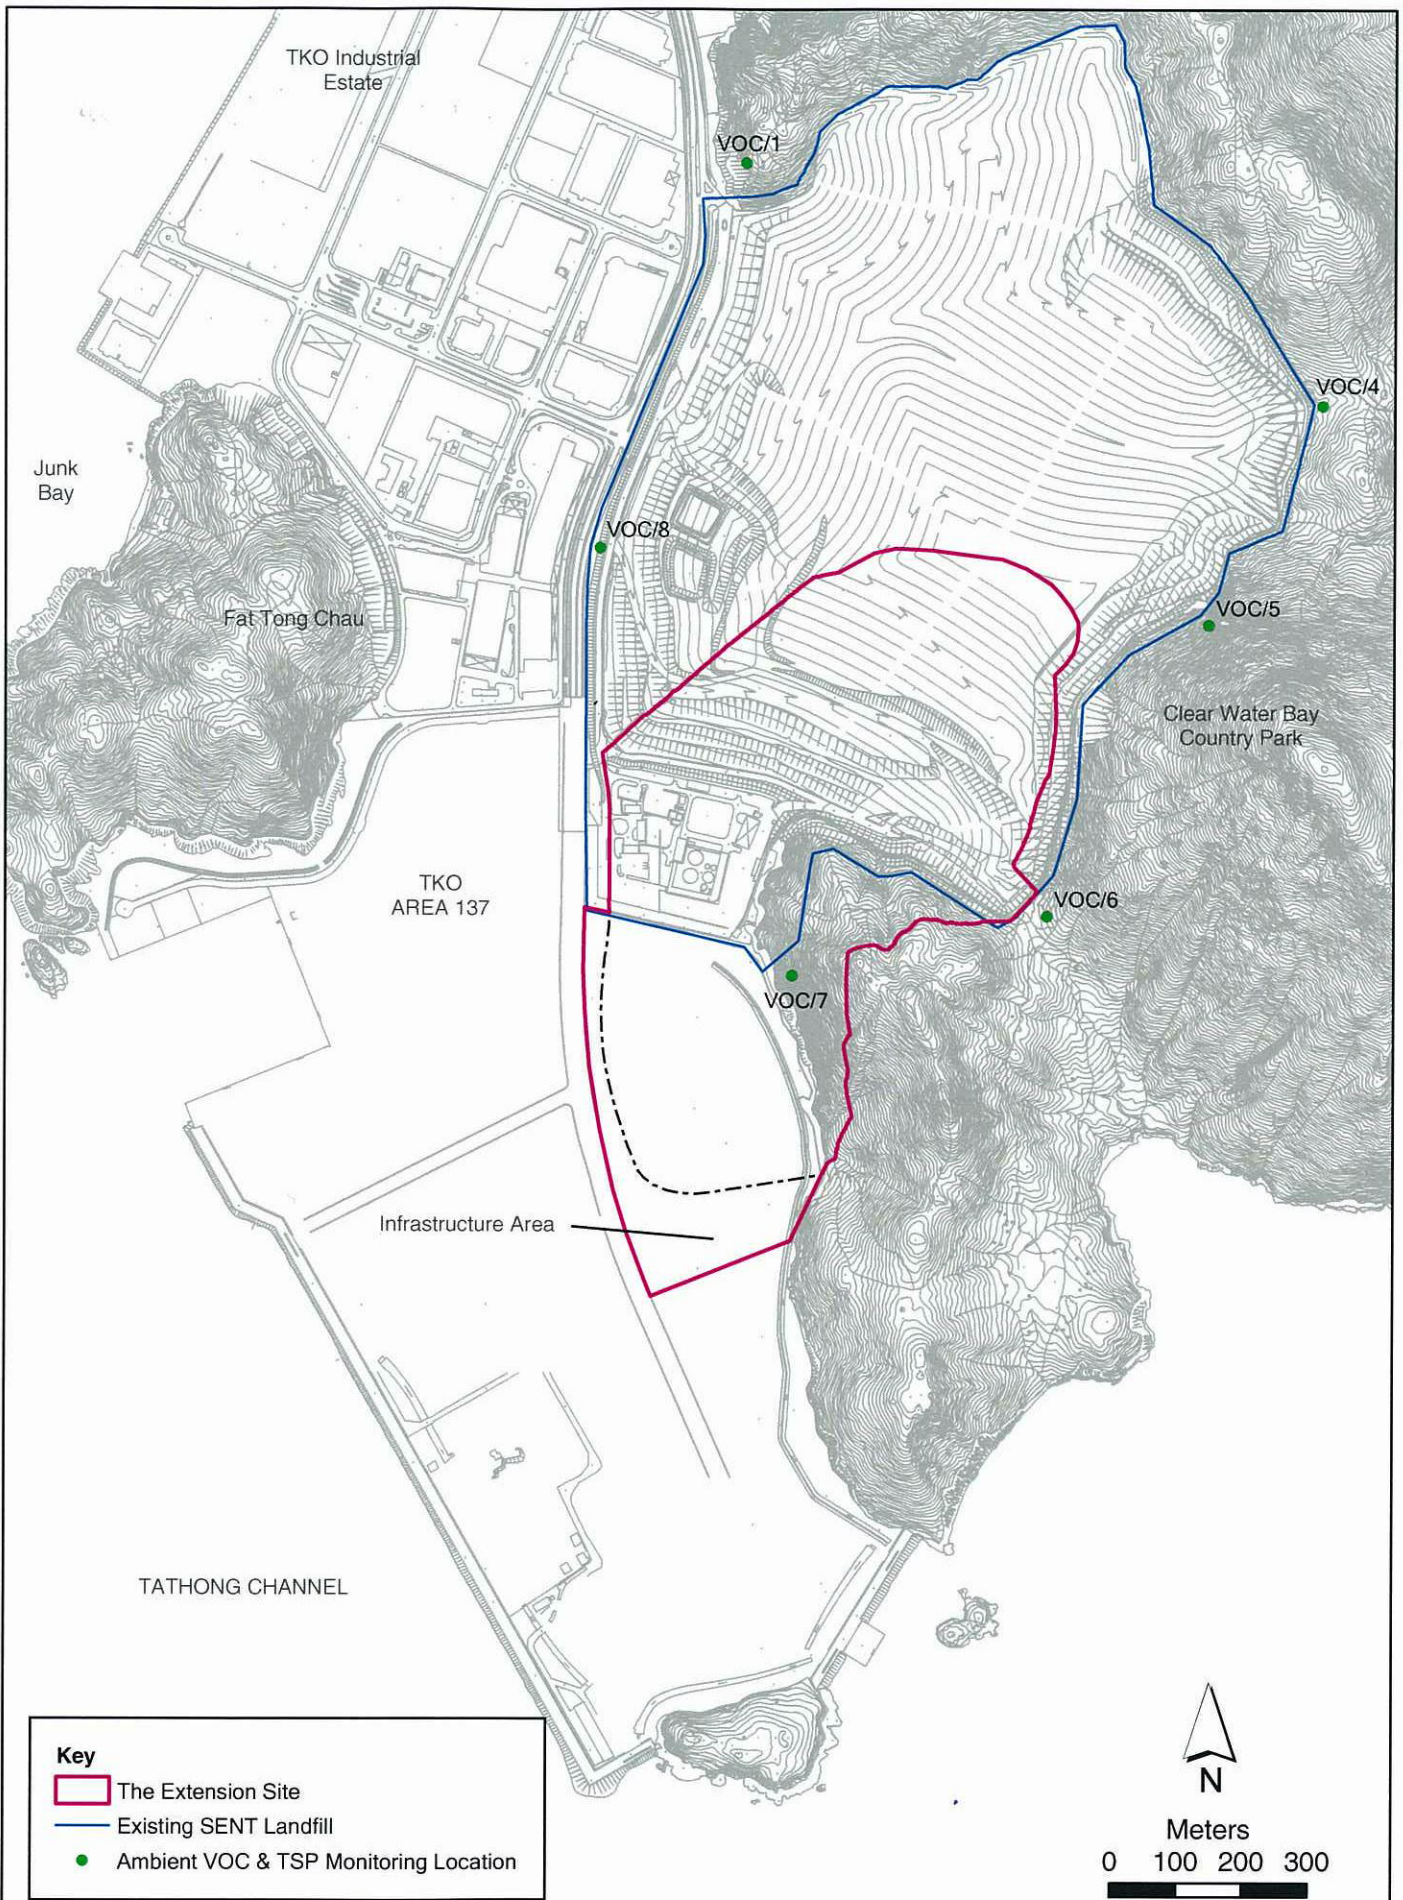 TKO Industrial
Estate
VOC/1
VOC/4
Junk
Bay
VOC/8
VOC/5
Fat Tong Chau
Clear Water Bay
Country Park
TKO
AREA 137
VOC/6
VOC/7
Infrastructure Area
TATHONG CHANNEL
Key
The Extension Site
Existing SENT Landfill
Ambient VOC & TSP Monitoring Location
N
Meters
0 100 200 300